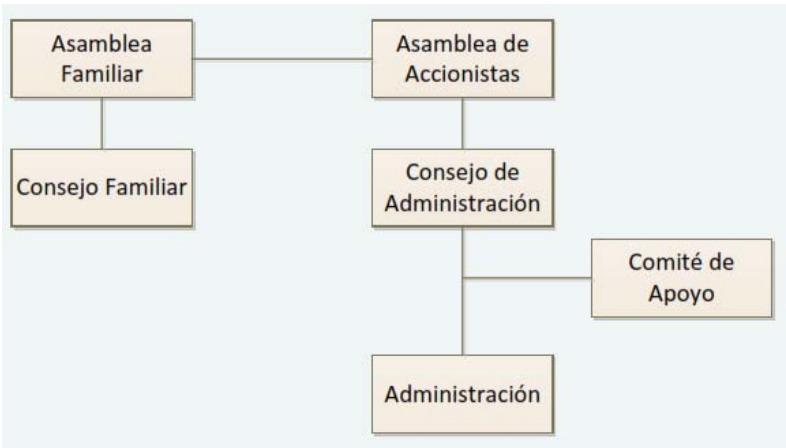 Asamblea
Familiar
Asamblea de
Accionistas
Consejo Familiar
Consejo de
Administración
Comité de
Apoyo
Administración